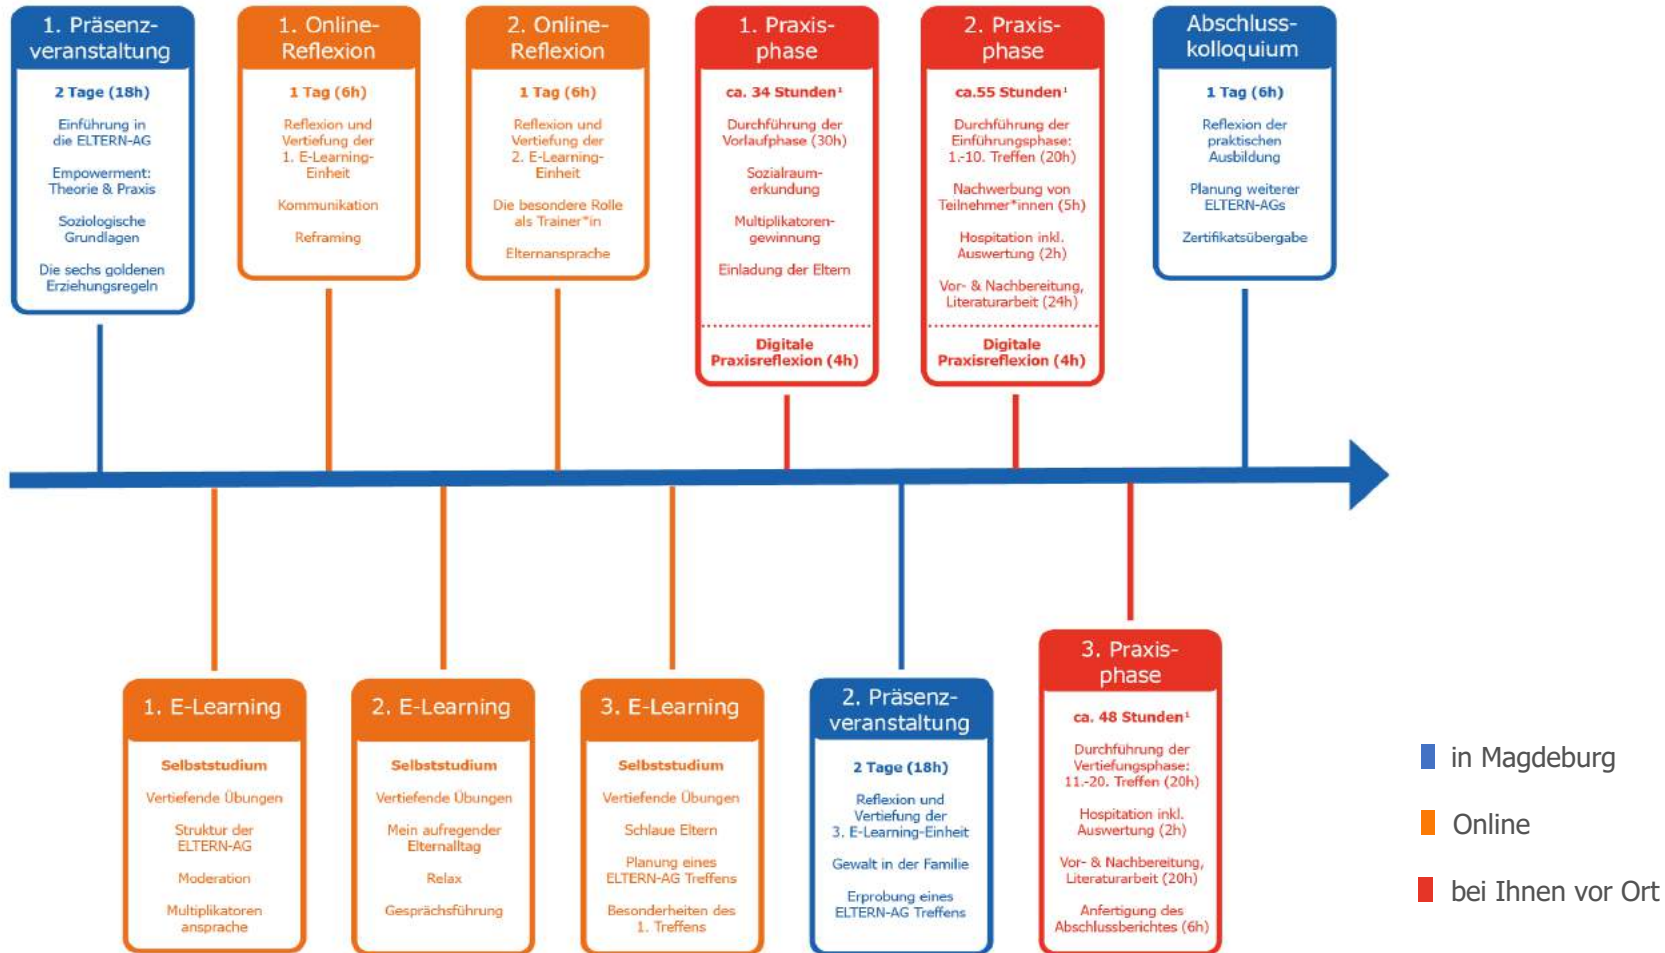 1. Präsenz-
veranstaltung
2 Tage (18h)
Einführung in
die ELTERN-AG
Empowerment:
Theorie & Praxis
Soziologische
Grundlagen
Die sechs goldenen
Erziehungsregeln
1. Online-
Reflexion
1 Tag (6h)
Reflexion und
Vertiefung der
1. E-Learning-
Einheit
Kommunikation
Reframing
2. Online-
Reflexion
1 Tag (6h)
Reflexion und
Vertiefung der
2. E-Learning-
Einheit
Die besondere Rolle
als Trainer*in
Elternansprache
1. Praxis-
phase
ca. 34 Stunden¹
Durchführung der
Vorlaufphase (30h)
Sozialraum-
erkundung
Multiplikatoren-
gewinnung
Einladung der Eltern
Digitale
Praxisreflexion (4h)
2. Praxis-
phase
ca.55 Stunden¹
Durchführung der
Einführungsphase:
1.-10. Treffen (20h)
Nachwerbung von
Teilnehmer*innen (5h)
Hospitation inkl.
Auswertung (2h)
Vor- & Nachbereitung,
Literaturarbeit (24h)
Digitale
Praxisreflexion (4h)
Abschluss-
kolloquium
1 Tag (6h)
Reflexion der
praktischen
Ausbildung
Planung weiterer
ELTERN-AGs
Zertifikatsübergabe
1. E-Learning
Selbststudium
Vertiefende Übungen
Struktur der
ELTERN-AG
Moderation
Multiplikatoren
ansprache
2. E-Learning
Selbststudium
Vertiefende Übungen
Mein aufregender
Elternalltag
Relax
Gesprächsführung
3. E-Learning
Selbststudium
Vertiefende Übungen
Schlaue Eltern
Planung eines
ELTERN-AG Treffens
Besonderheiten des
1. Treffens
2. Präsenz-
veranstaltung
2 Tage (18h)
Reflexion und
Vertiefung der
3. E-Learning-Einheit
Gewalt in der Familie
Erprobung eines
ELTERN-AG Treffens
3. Praxis-
phase
ca. 48 Stunden¹
Durchführung der
Vertiefungsphase:
11.-20. Treffen (20h)
Hospitation inkl.
Auswertung (2h)
Vor- & Nachbereitung,
Literaturarbeit (20h)
Anfertigung des
Abschlussberichtes (6h)
in Magdeburg
Online
bei Ihnen vor Ort